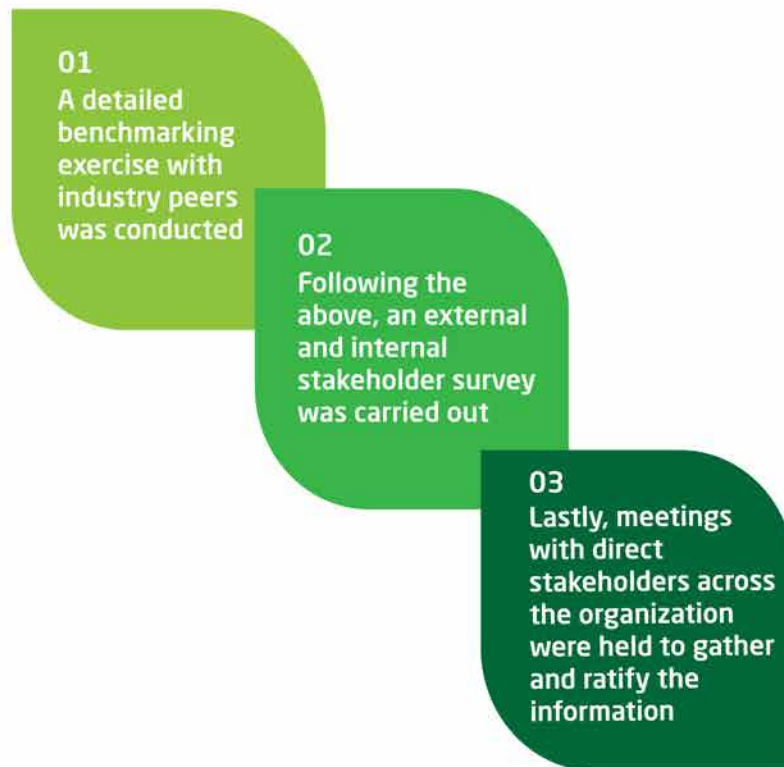 01
A detailed
benchmarking
exercise with
industry peers
was conducted
02
Following the
above, an external
and internal
stakeholder survey
was carried out
03
Lastly, meetings
with direct
stakeholders across
the organization
were held to gather
and ratify the
information